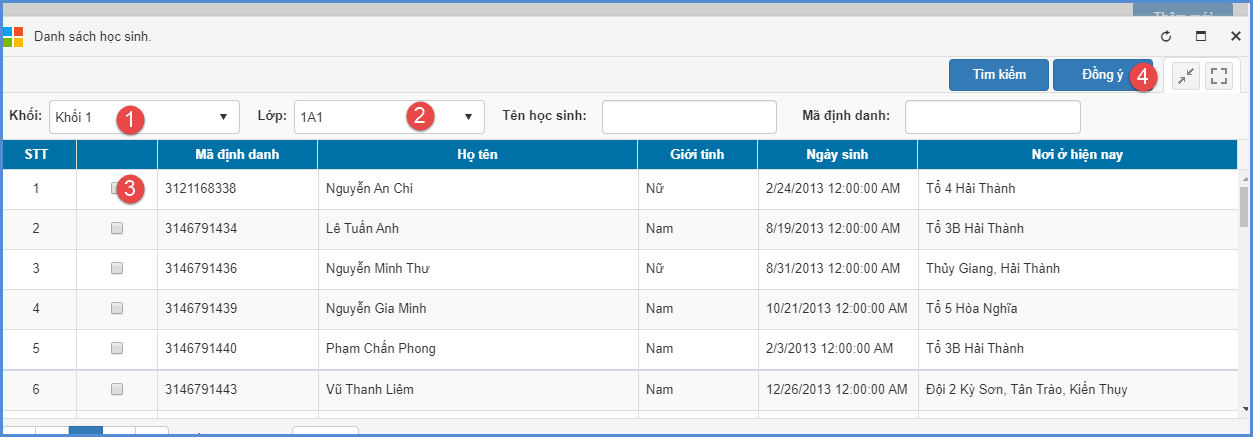 Thêm mới
Danh sách học sinh.
Tìm kiếm Đồng ý 4
Khối: Khối 1 1 Lớp: 1A1 2 Tên học sinh: Mã định danh:
STT Mã định danh Họ tên Giới tính Ngày sinh Nơi ở hiện nay
1 3 3121168338 Nguyễn An Chi Nữ 2/24/2013 12:00:00 AM Tổ 4 Hải Thành
2 3146791434 Lê Tuấn Anh Nam 8/19/2013 12:00:00 AM Tổ 3B Hải Thành
3 3146791436 Nguyễn Minh Thư Nữ 8/31/2013 12:00:00 AM Thủy Giang, Hải Thành
4 3146791439 Nguyễn Gia Minh Nam 10/21/2013 12:00:00 AM Tổ 5 Hòa Nghĩa
5 3146791440 Phạm Chấn Phong Nam 2/3/2013 12:00:00 AM Tổ 3B Hải Thành
6 3146791443 Vũ Thanh Liêm Nam 12/26/2013 12:00:00 AM Đội 2 Kỳ Sơn, Tân Trào, Kiến Thụy